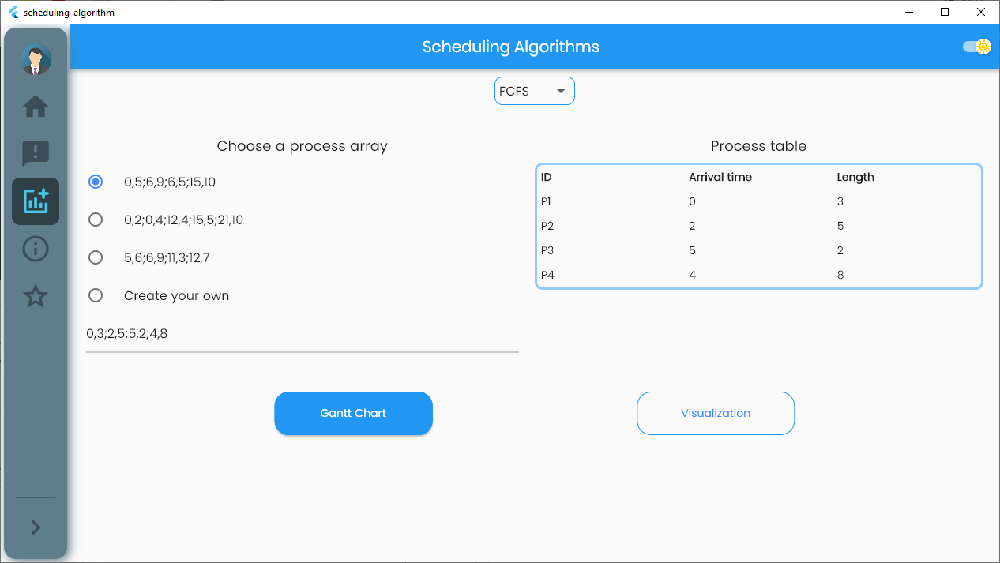 scheduling_algorithm
Scheduling Algorithms
FCFS
Choose a process array
0,5;6,9;6,5;15,10
0,2;0,4;12,4;15,5;21,10
5,6;6,9;11,3;12,7
Create your own
0,3;2,5;5,2;4,8
Process table
ID Arrival time Length
P1 0 3
P2 2 5
P3 5 2
P4 4 8
Gantt Chart
Visualization